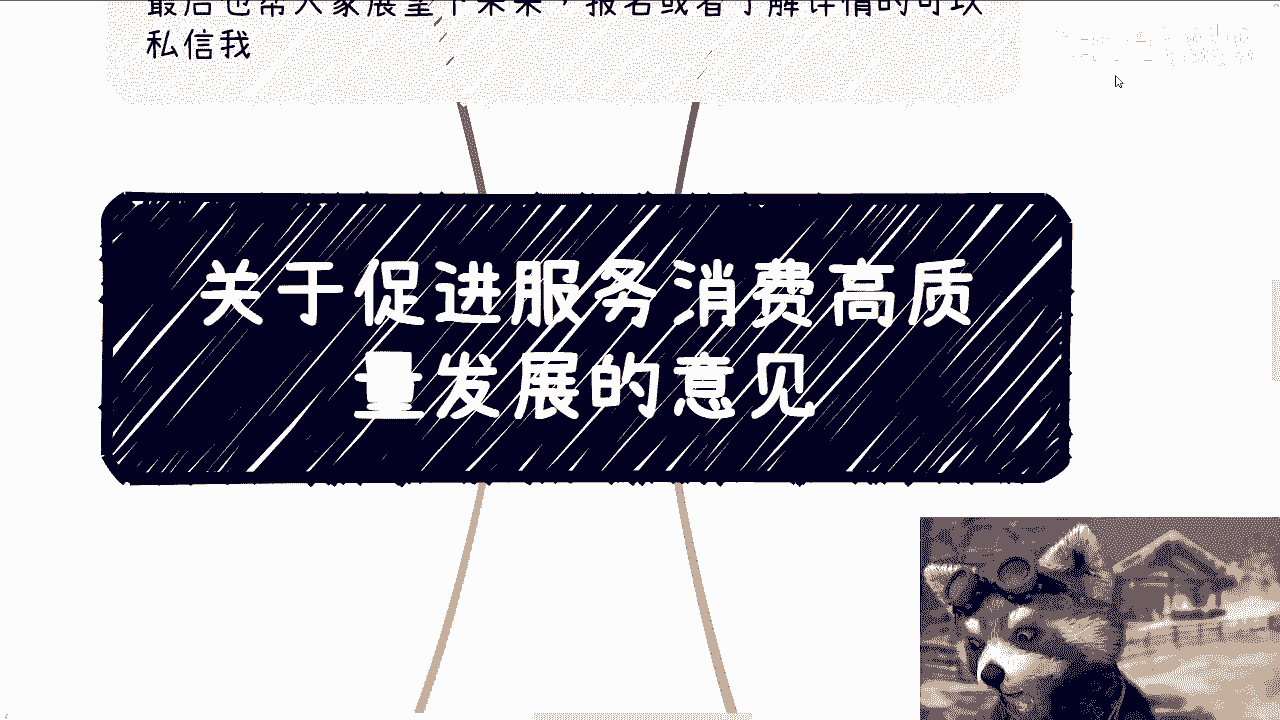 最后也帮大家展望下未来，报名或者了解详情的可以
私信我
关于促进服务消费高质
量发展的意见